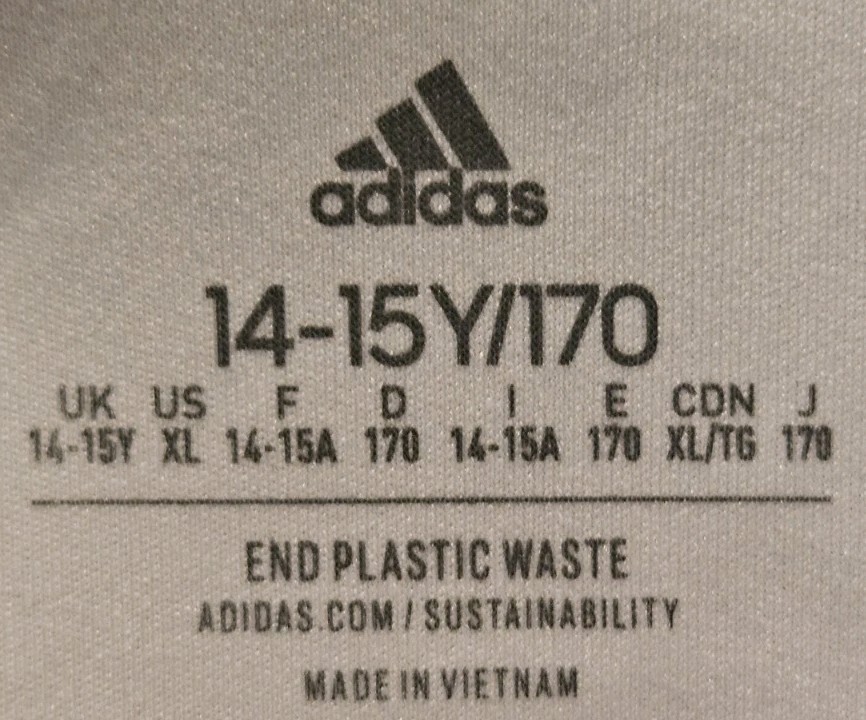 adidas
14-15Y/170
UK US F D I E CDN J
14-15Y XL 14-15A 170 14-15A 170 XL/TG 170
END PLASTIC WASTE
ADIDAS.COM / SUSTAINABILITY
MADE IN VIETNAM